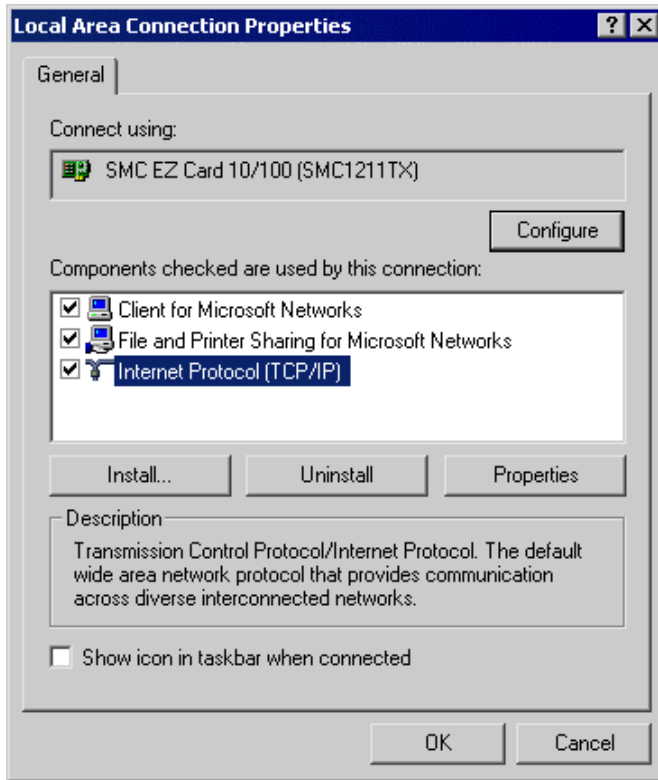 Local Area Connection Properties
General
Connect using:
SMC EZ Card 10/100 (SMC1211TX)
Configure
Components checked are used by this connection:
Client for Microsoft Networks
File and Printer Sharing for Microsoft Networks
Internet Protocol (TCP/IP)
Install...
Uninstall
Properties
Description
Transmission Control Protocol/Internet Protocol. The default
wide area network protocol that provides communication
across diverse interconnected networks.
Show icon in taskbar when connected
OK
Cancel